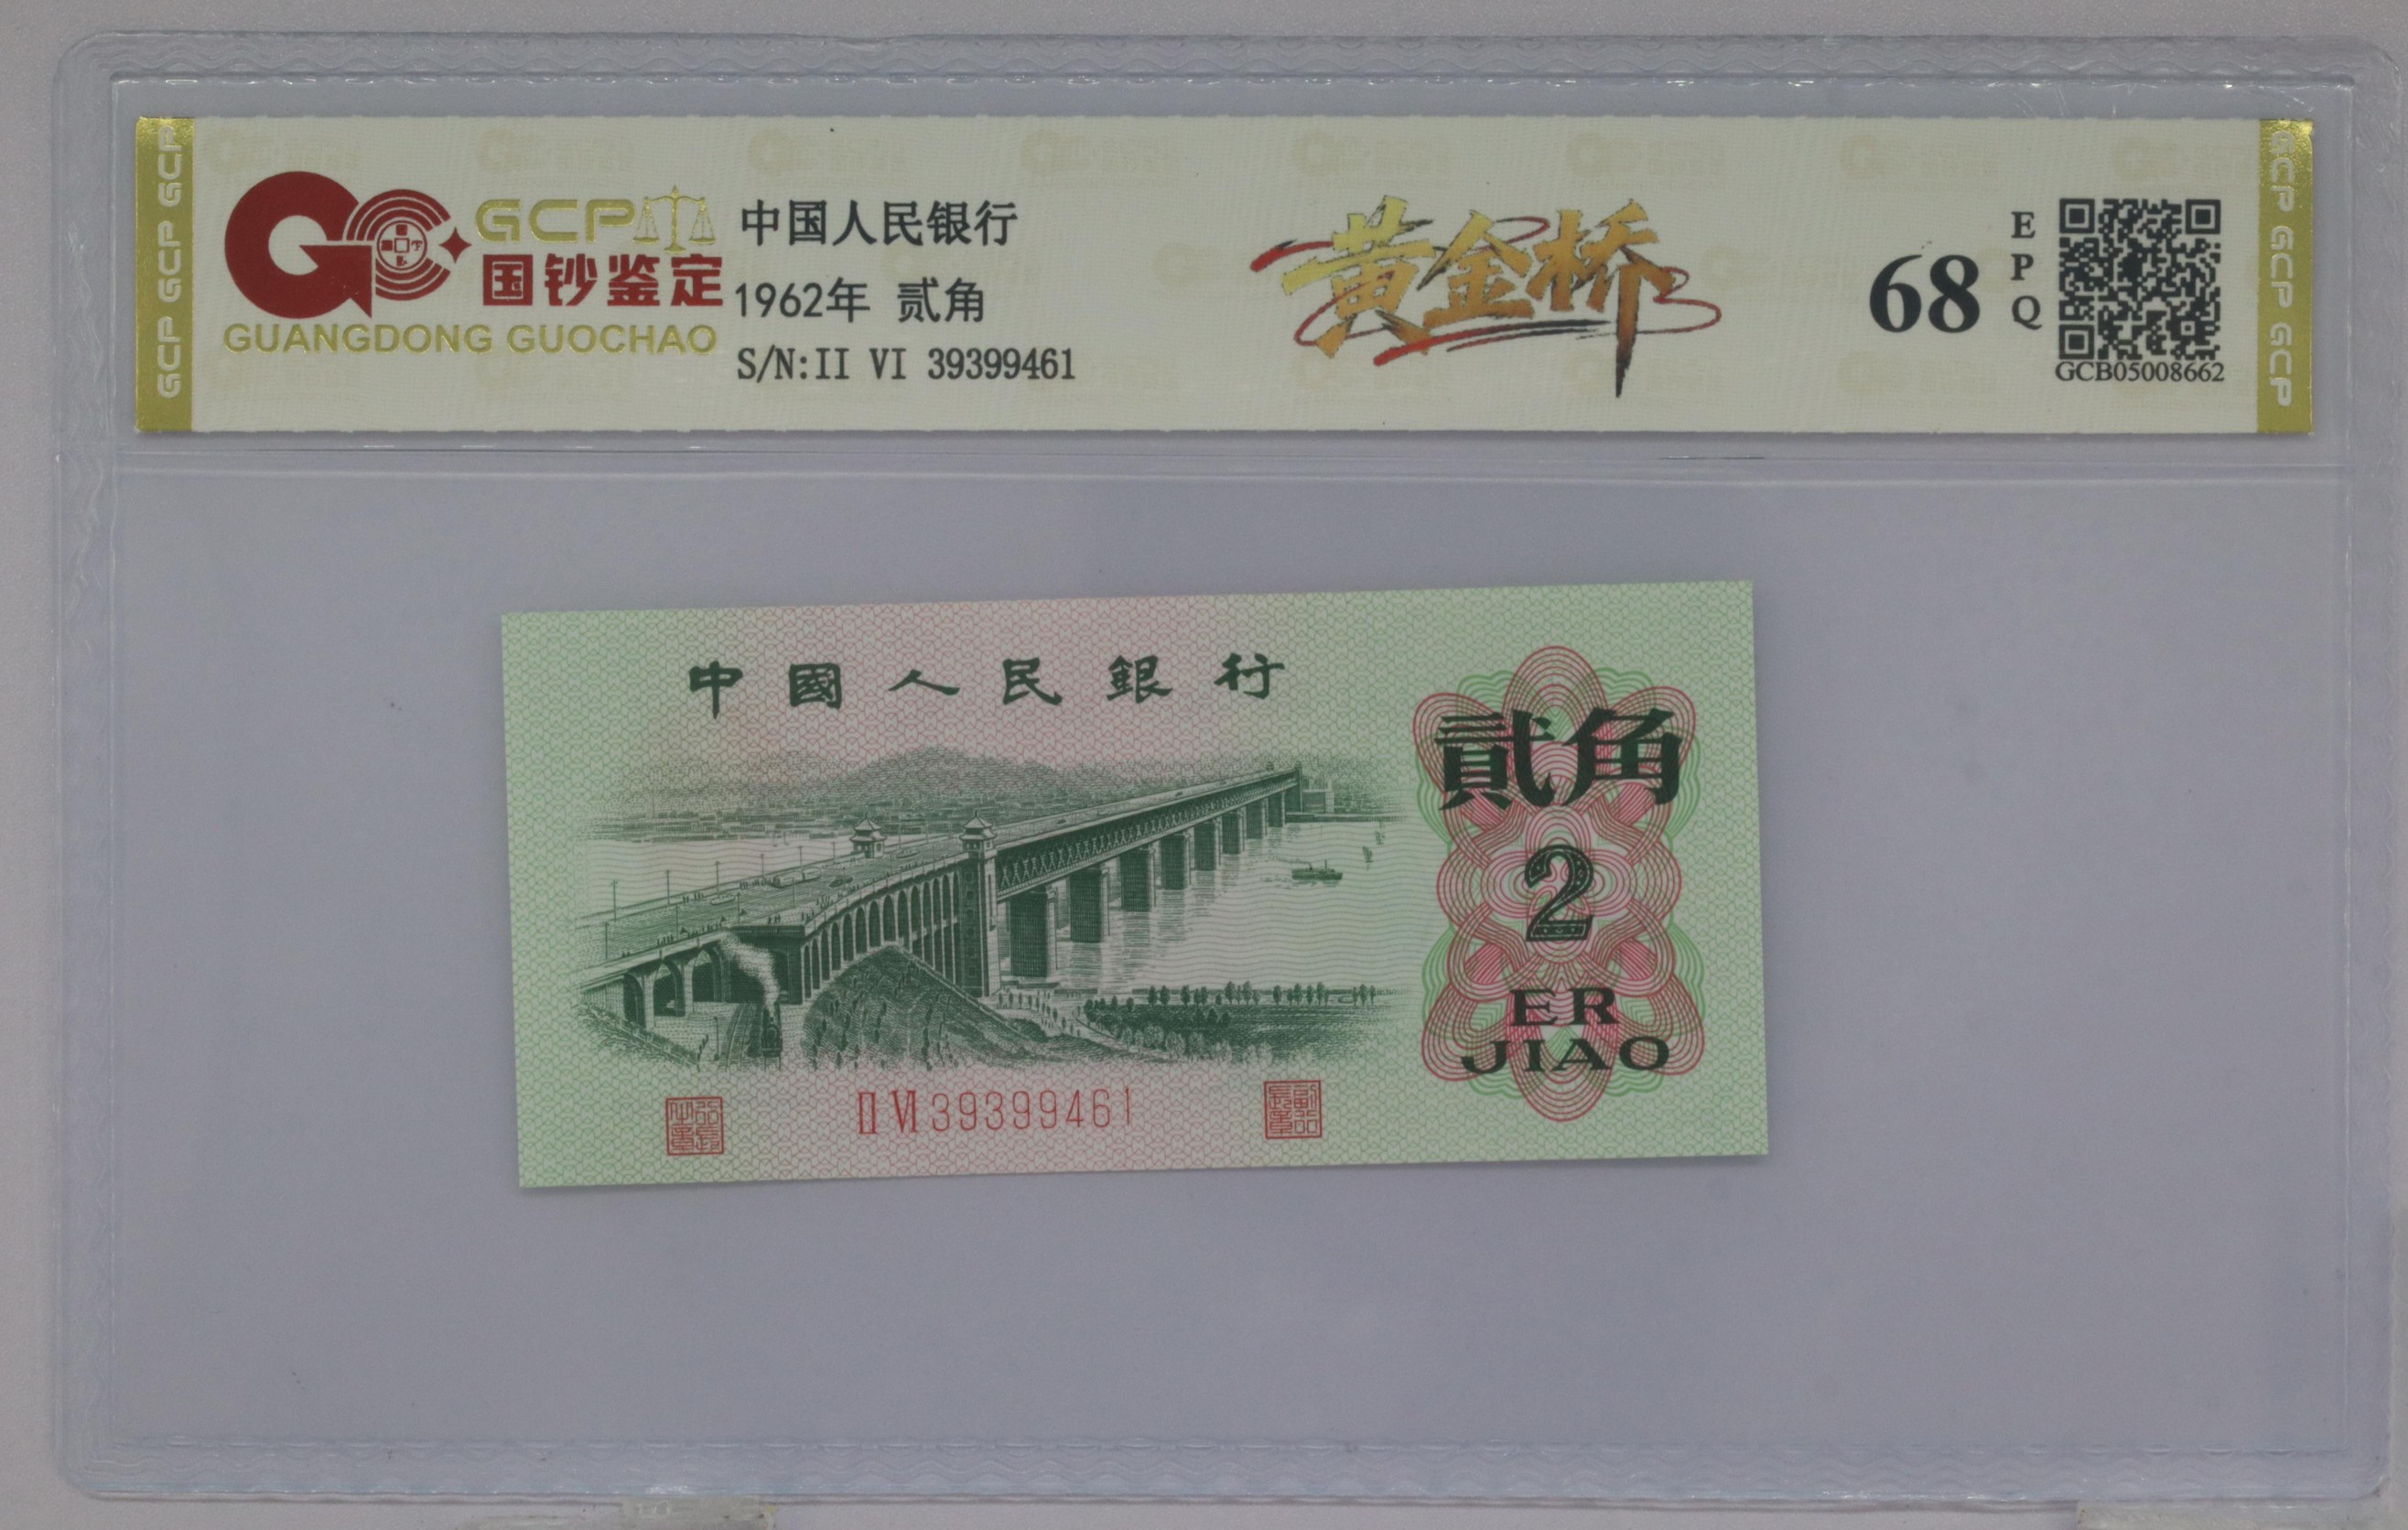 GCP GCP GCP
GCP
国钞鉴定
GUANGDONG GUOCHAO
中国人民银行
1962年 贰角
S/N:II VI 39399461
黄金桥
68
EPQ
GCB05008662
GCP GCP GCP
中國人民銀行
貳角
2
ER
JIAO
II VI 39399461